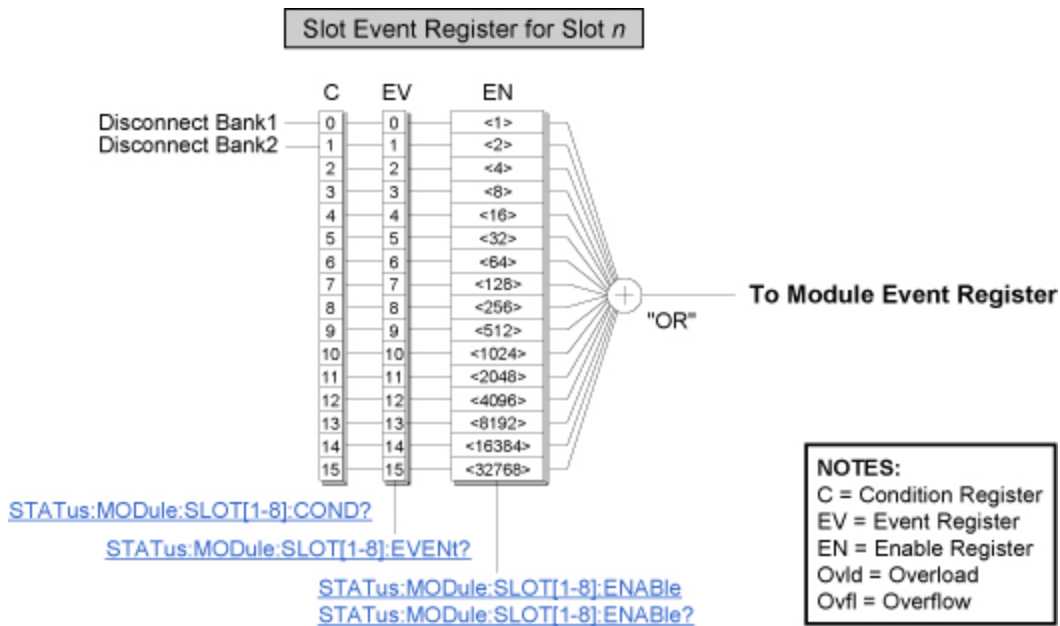 Slot Event Register for Slot n
C EV EN
Disconnect Bank1 0 0 <1>
Disconnect Bank2 1 1 <2>
2 2 <4>
3 3 <8>
4 4 <16>
5 5 <32>
6 6 <64>
7 7 <128>
8 8 <256>
9 9 <512>
10 10 <1024>
11 11 <2048>
12 12 <4096>
13 13 <8192>
14 14 <16384>
15 15 <32768>
+
"OR"
To Module Event Register
STATus:MODule:SLOT[1-8]:COND?
STATus:MODule:SLOT[1-8]:EVENt?
STATus:MODule:SLOT[1-8]:ENABle
STATus:MODule:SLOT[1-8]:ENABle?
NOTES:
C = Condition Register
EV = Event Register
EN = Enable Register
Ovld = Overload
Ovfl = Overflow